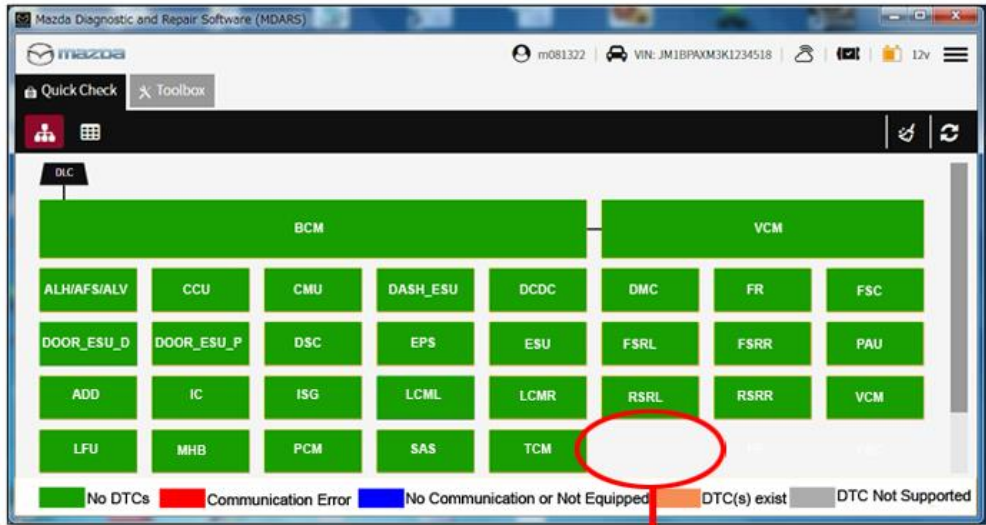 Mazda Diagnostic and Repair Software (MDARS)
mazda m081322 VIN: JM1BPAXM3K1234518 12v
Quick Check Toolbox
DLC
BCM VCM
ALH/AFS/ALV CCU CMU DASH_ESU DCDC DMC FR FSC
DOOR_ESU_D DOOR_ESU_P DSC EPS ESU FSRL FSRR PAU
ADD IC ISG LCML LCMR RSRL RSRR VCM
LFU MHB PCM SAS TCM
No DTCs Communication Error No Communication or Not Equipped DTC(s) exist DTC Not Supported